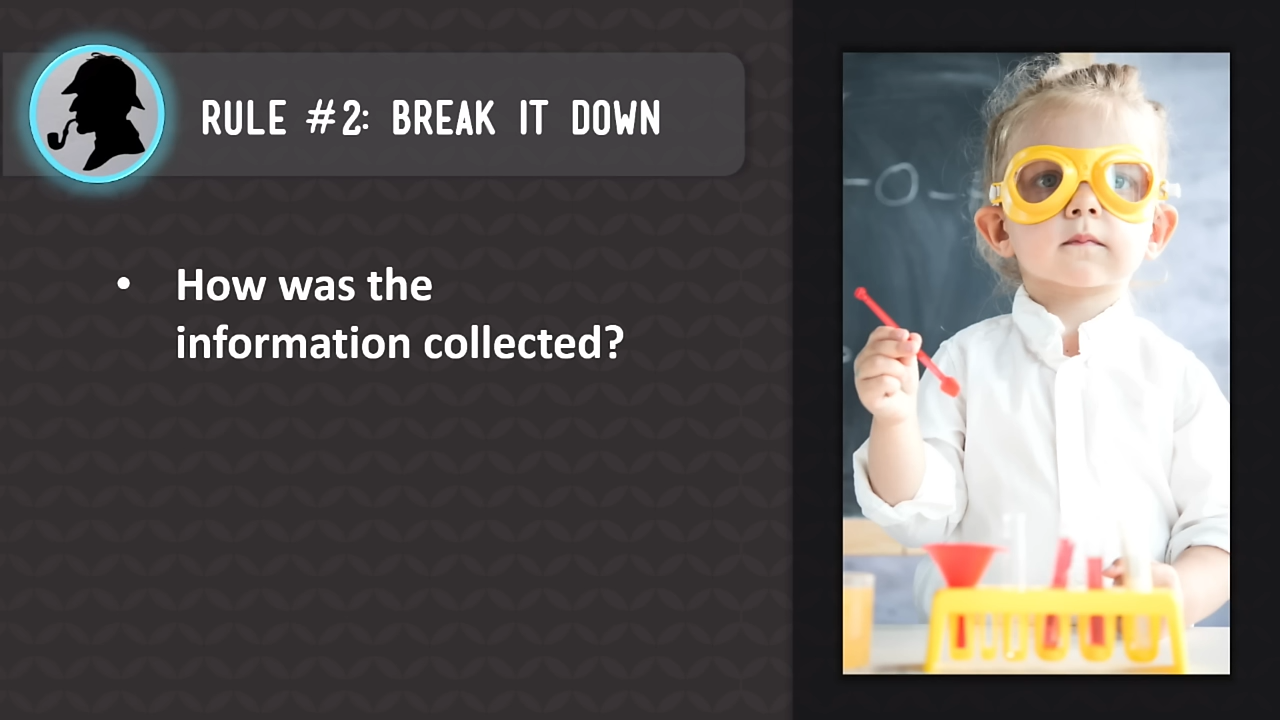 RULE #2: BREAK IT DOWN
• How was the
information collected?